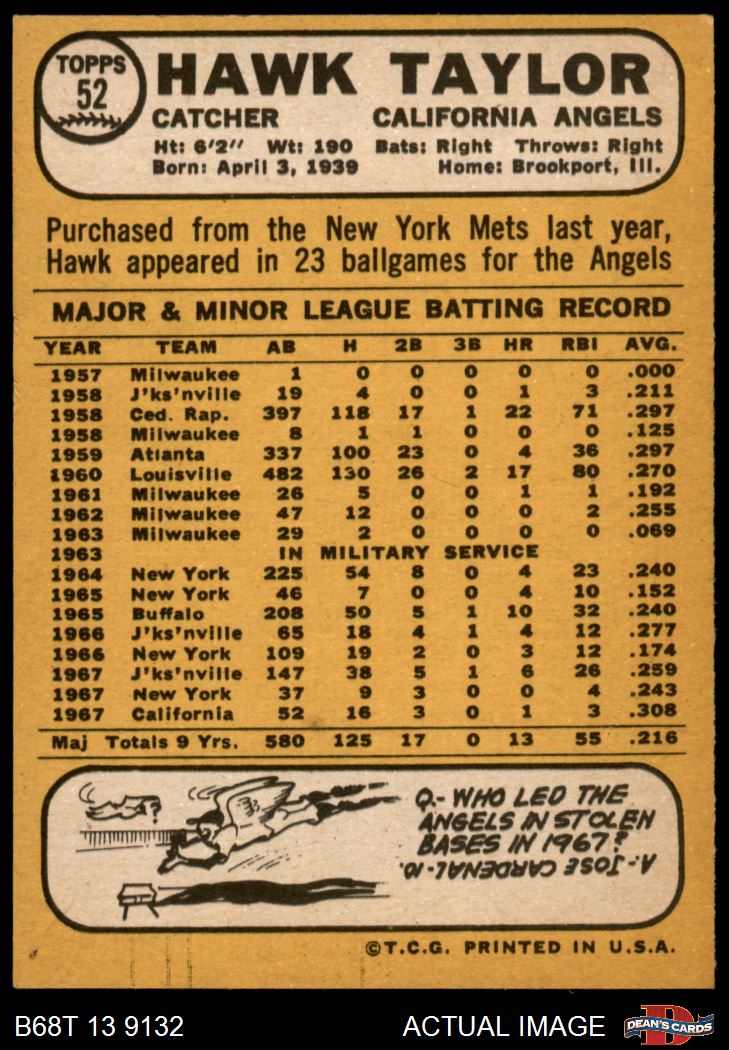 TOPPS
52
HAWK TAYLOR
CATCHER CALIFORNIA ANGELS
Ht: 6'2" Wt: 190 Bats: Right Throws: Right
Born: April 3, 1939 Home: Brookport, Ill.
Purchased from the New York Mets last year,
Hawk appeared in 23 ballgames for the Angels
MAJOR & MINOR LEAGUE BATTING RECORD
YEAR TEAM AB H 2B 3B HR RBI AVG.
1957 Milwaukee 1 0 0 0 0 0 .000
1958 J'ks'nville 19 4 0 0 1 3 .211
1958 Ced. Rap. 397 118 17 1 22 71 .297
1958 Milwaukee 8 1 1 0 0 0 .125
1959 Atlanta 337 100 23 0 4 36 .297
1960 Louisville 482 130 26 2 17 80 .270
1961 Milwaukee 26 5 0 0 1 1 .192
1962 Milwaukee 47 12 0 0 0 2 .255
1963 Milwaukee 29 2 0 0 0 0 .069
1963 IN MILITARY SERVICE
1964 New York 225 54 8 0 4 23 .240
1965 New York 46 7 0 0 4 10 .152
1965 Buffalo 208 50 5 1 10 32 .240
1966 J'ks'nville 65 18 4 1 4 12 .277
1966 New York 109 19 2 0 3 12 .174
1967 J'ks'nville 147 38 5 1 6 26 .259
1967 New York 37 9 3 0 0 4 .243
1967 California 52 16 3 0 1 3 .308
Maj Totals 9 Yrs. 580 125 17 0 13 55 .216
Q.- WHO LED THE
ANGELS IN STOLEN
BASES IN 1967?
A.- JOSE CARDENAL-10.
©T.C.G. PRINTED IN U.S.A.
B68T 13 9132 ACTUAL IMAGE
D
DEAN'S CARDS